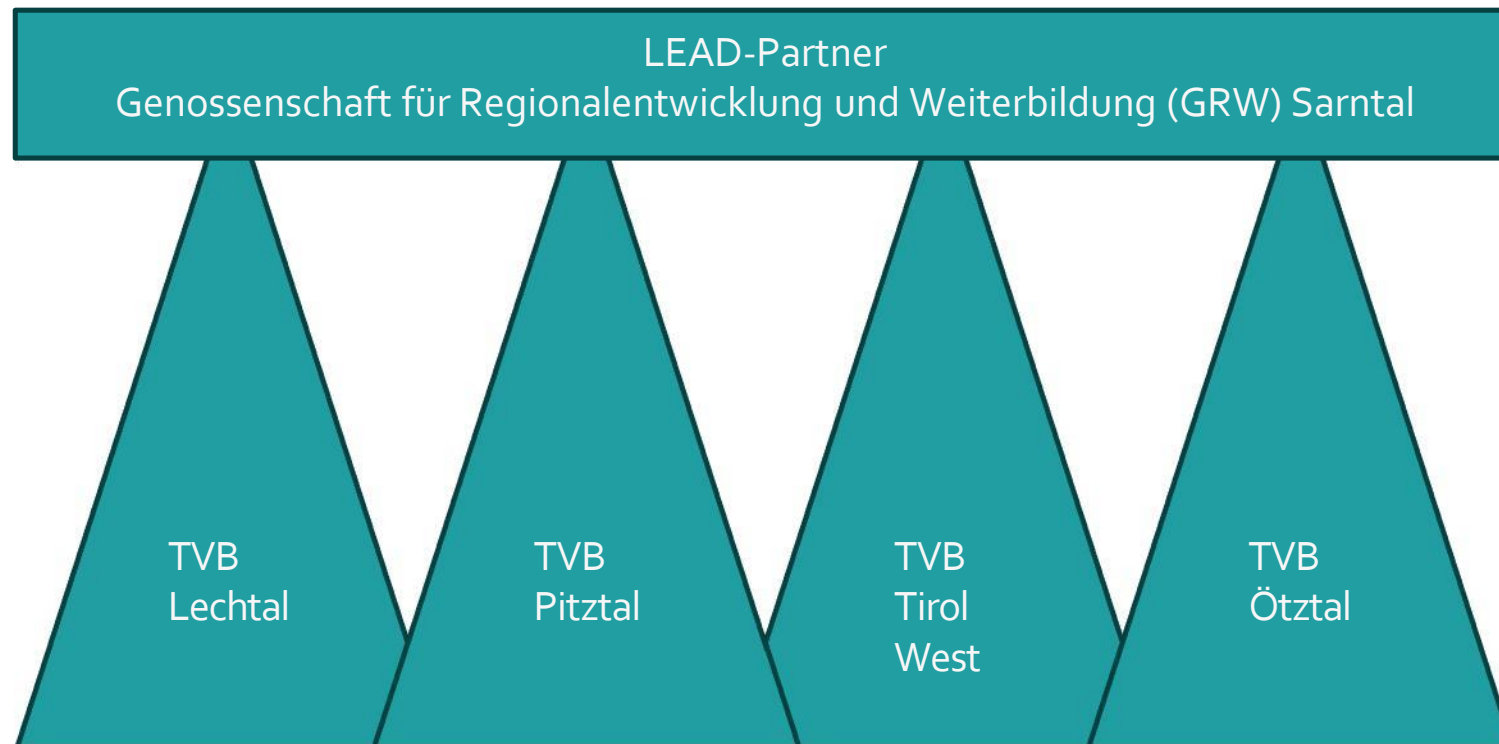 LEAD-Partner
Genossenschaft für Regionalentwicklung und Weiterbildung (GRW) Sarntal
TVB
Lechtal
TVB
Pitztal
TVB
Tirol
West
TVB
Ötztal